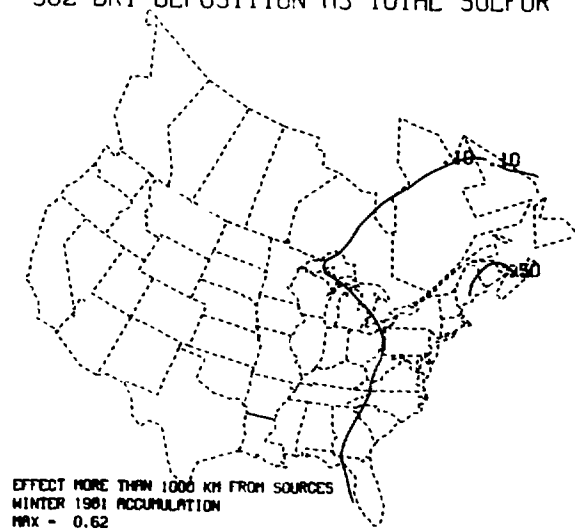 SO2 DRY DEPOSITION AS TOTAL SULFUR
10 10
.250
EFFECT MORE THAN 1000 KM FROM SOURCES
WINTER 1981 ACCUMULATION
MAX - 0.62